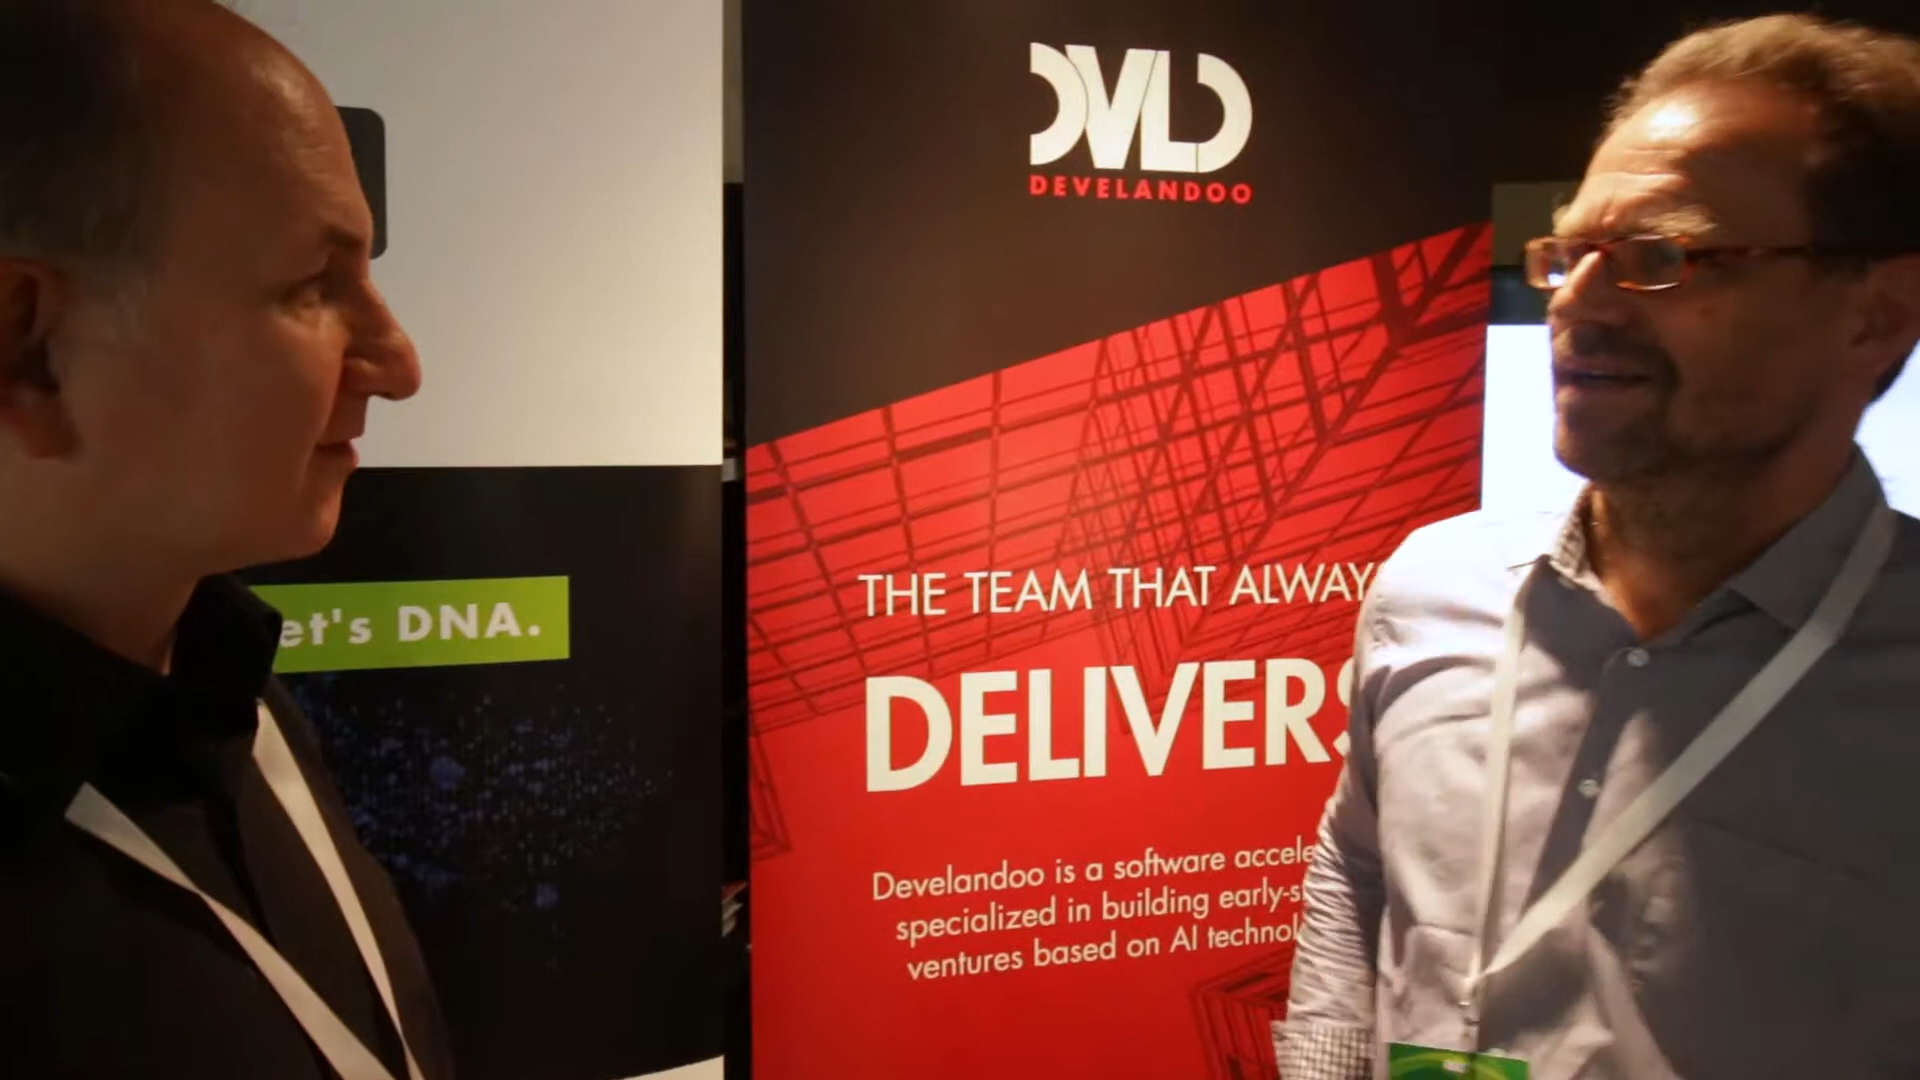 DVLD
DEVELANDOO
et's DNA.
THE TEAM THAT ALWAY
DELIVERS
Develandoo is a software accele
specialized in building early-s
ventures based on AI technol